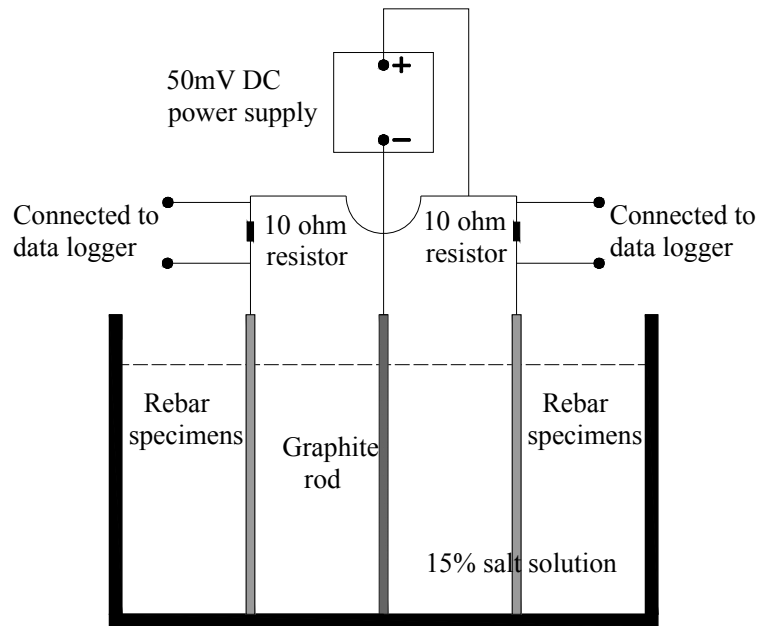 50mV DC
power supply
+
−
Connected to
data logger
10 ohm
resistor
10 ohm
resistor
Connected to
data logger
Rebar
specimens
Graphite
rod
Rebar
specimens
15% salt solution